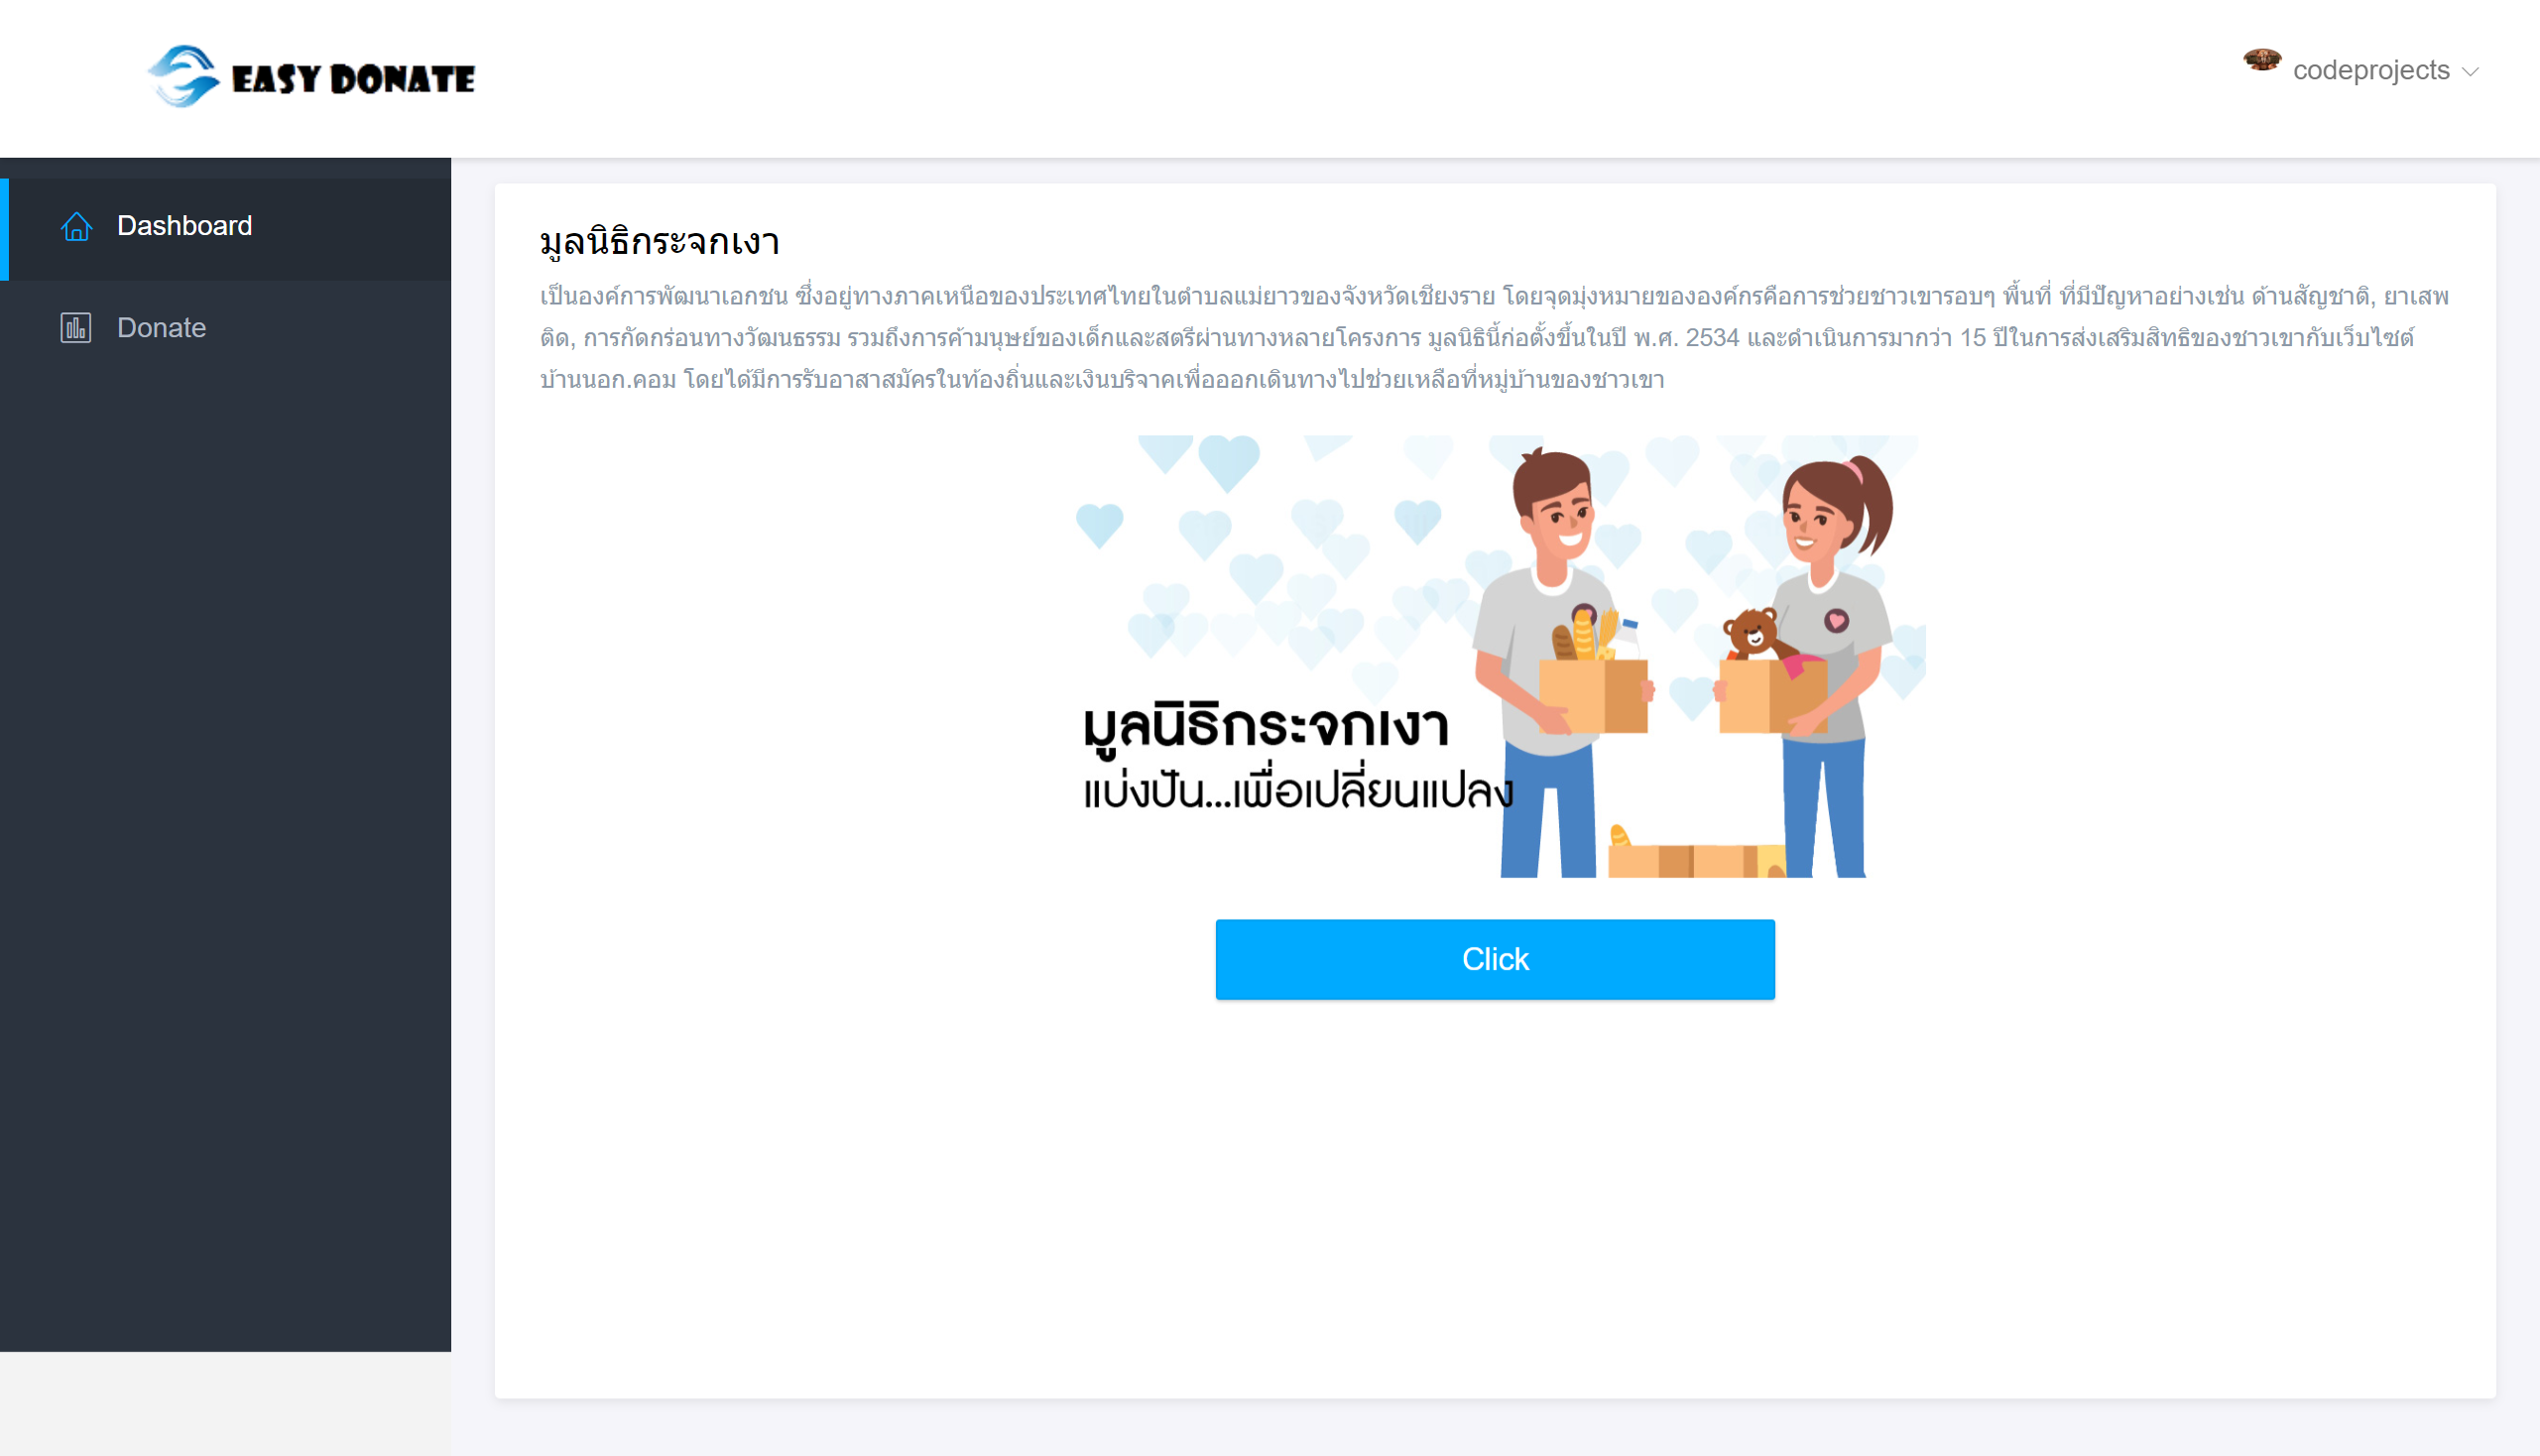 EASY DONATE
codeprojects
Dashboard
Donate
มูลนิธิกระจกเงา
เป็นองค์การพัฒนาเอกชน ซึ่งอยู่ทางภาคเหนือของประเทศไทยในตำบลแม่ยาวของจังหวัดเชียงราย โดยจุดมุ่งหมายขององค์กรคือการช่วยชาวเขารอบๆ พื้นที่ ที่มีปัญหาอย่างเช่น ด้านสัญชาติ, ยาเสพ
ติด, การกัดกร่อนทางวัฒนธรรม รวมถึงการค้ามนุษย์ของเด็กและสตรีผ่านทางหลายโครงการ มูลนิธินี้ก่อตั้งขึ้นในปี พ.ศ. 2534 และดำเนินการมากว่า 15 ปีในการส่งเสริมสิทธิของชาวเขากับเว็บไซต์
บ้านนอก.คอม โดยได้มีการรับอาสาสมัครในท้องถิ่นและเงินบริจาคเพื่อออกเดินทางไปช่วยเหลือที่หมู่บ้านของชาวเขา
มูลนิธิกระจกเงา
แบ่งปัน...เพื่อเปลี่ยนแปลง
Click